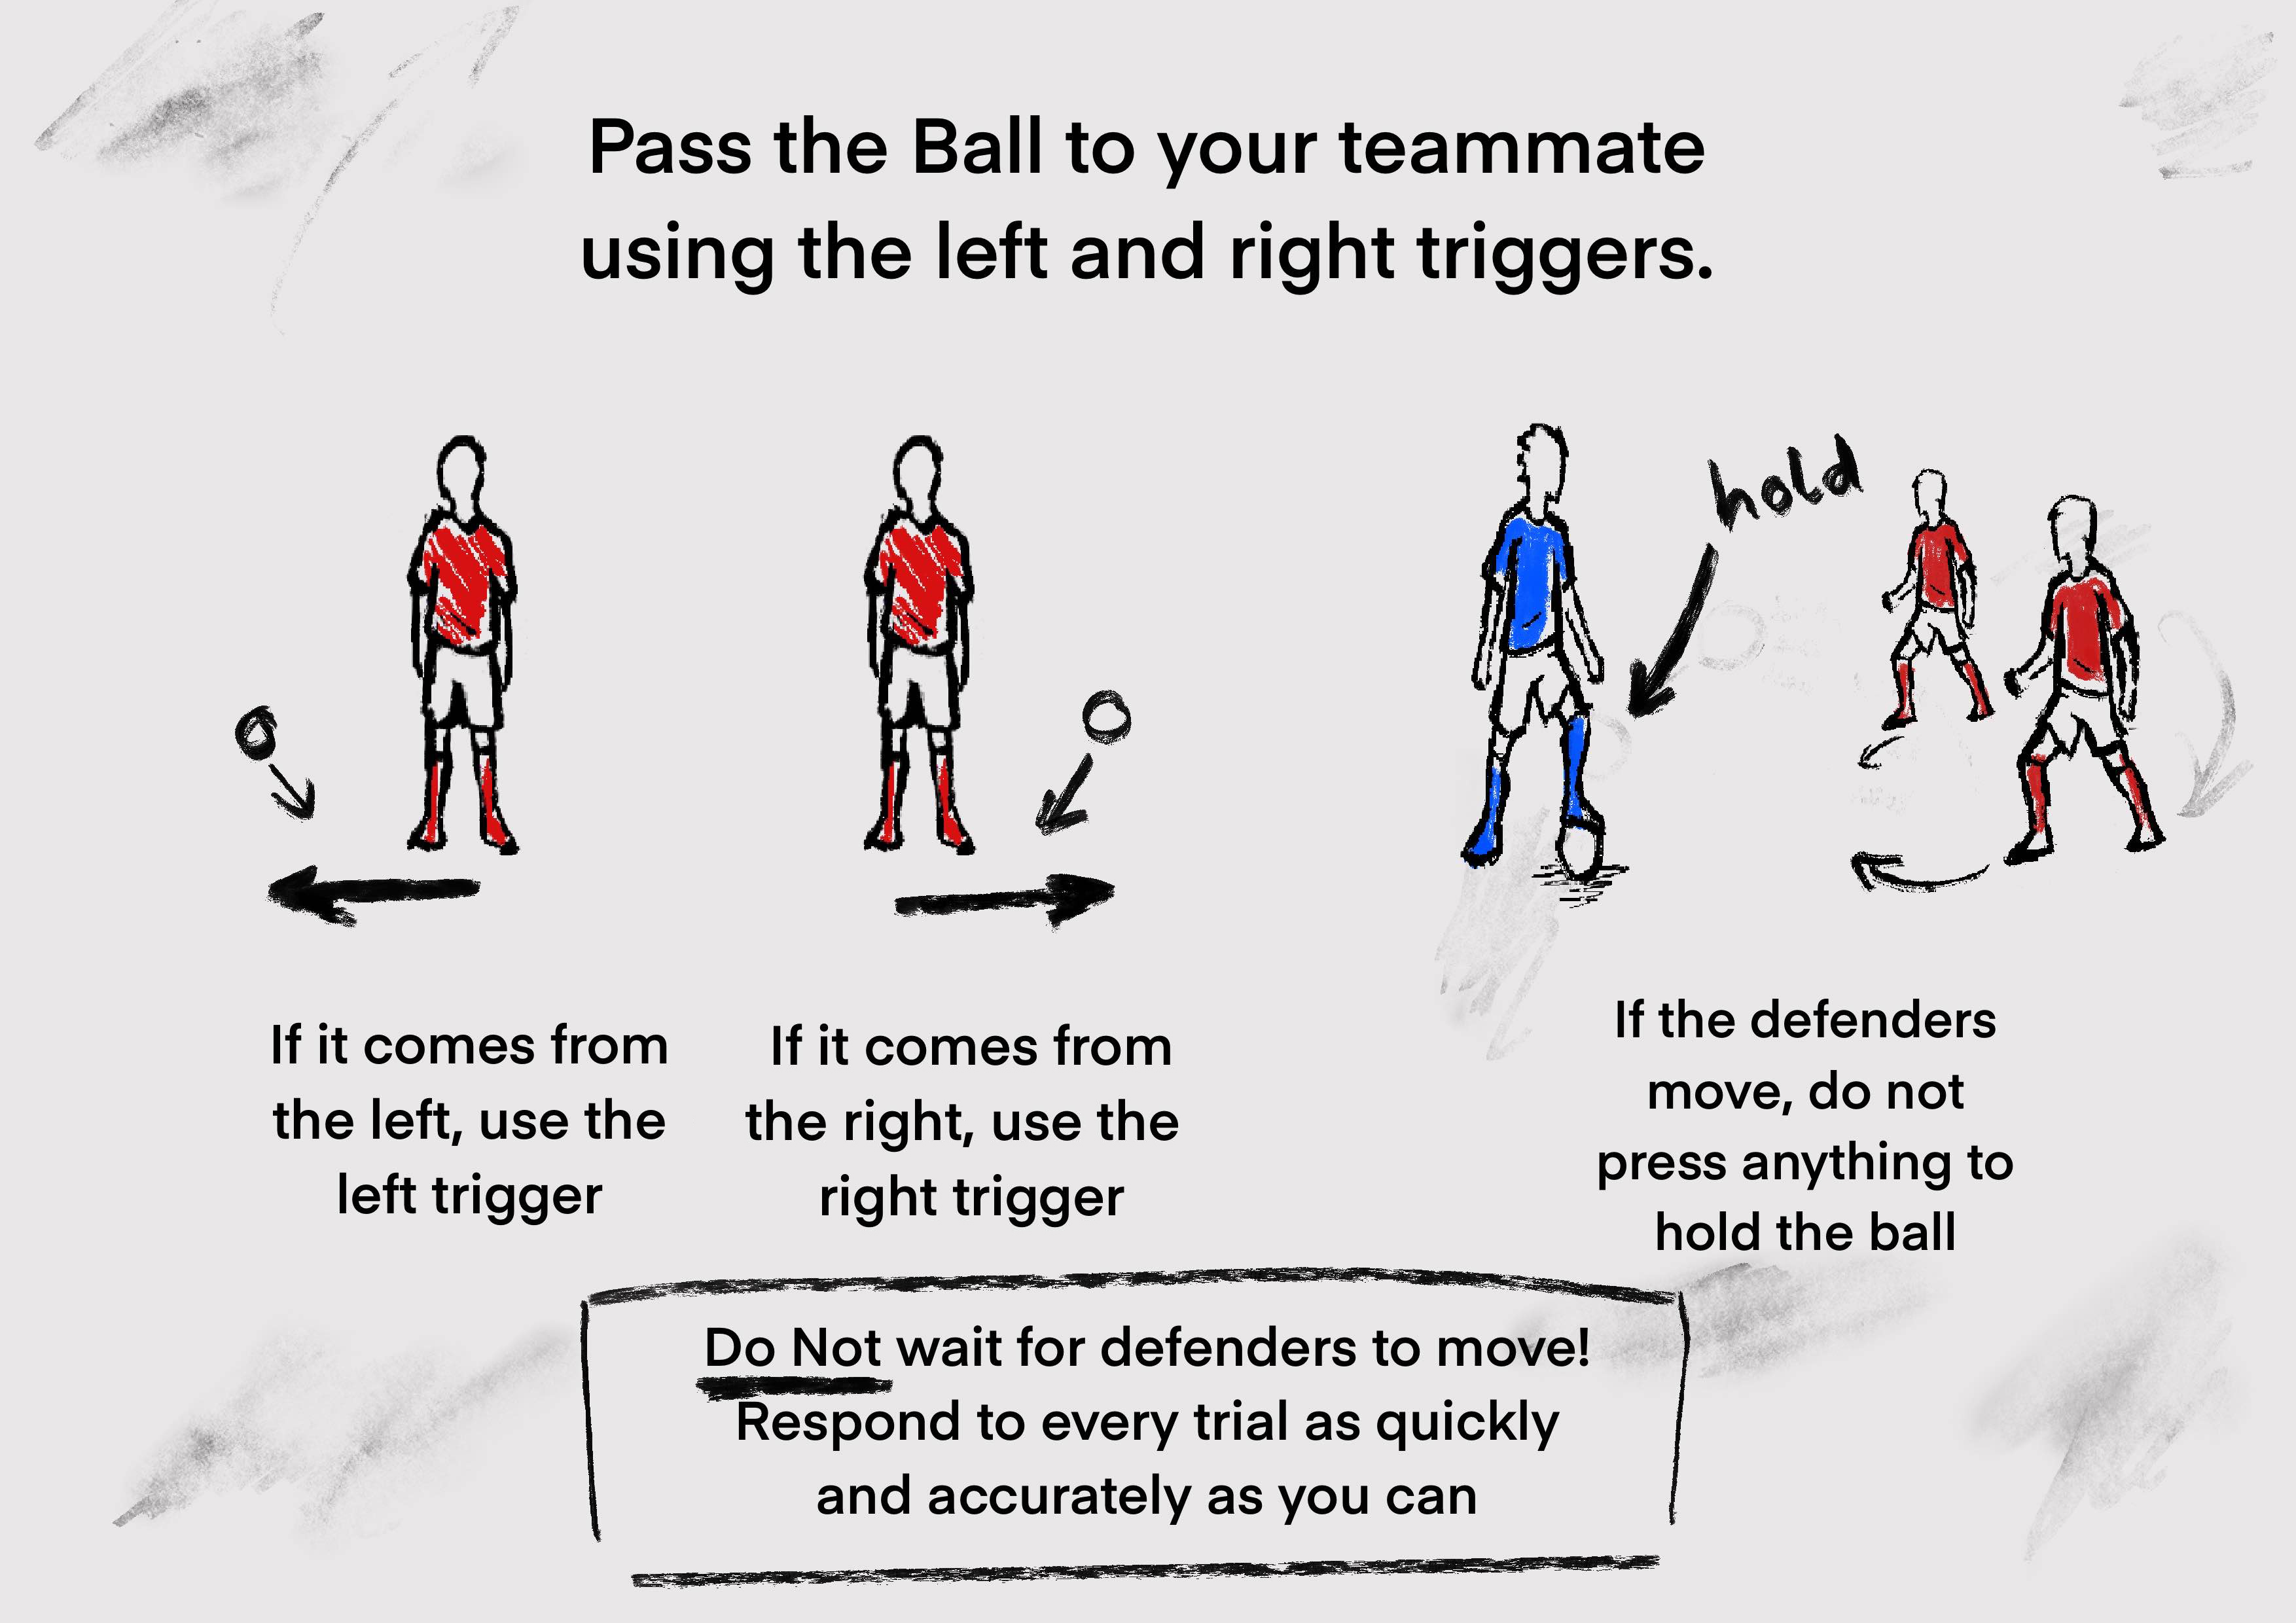 Pass the Ball to your teammate
using the left and right triggers.
hold
If it comes from
the left, use the
left trigger
If it comes from
the right, use the
right trigger
If the defenders
move, do not
press anything to
hold the ball
Do Not wait for defenders to move!
Respond to every trial as quickly
and accurately as you can